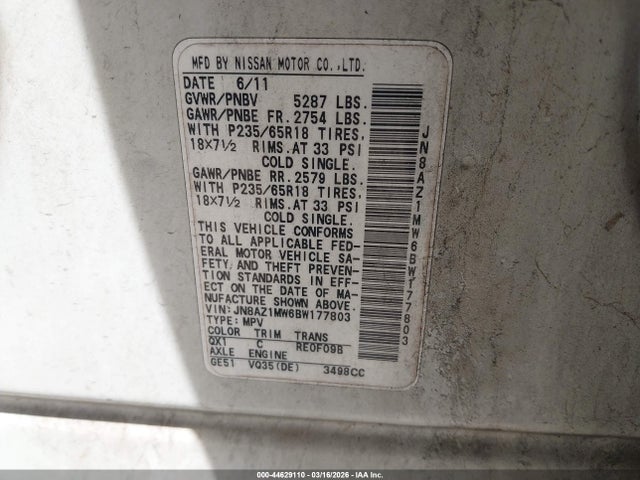 MFD BY NISSAN MOTOR CO.,LTD.
DATE 6/11
GVWR/PNBV 5287 LBS.
GAWR/PNBE FR. 2754 LBS.
WITH P235/65R18 TIRES,
18X7½ RIMS. AT 33 PSI
COLD SINGLE.
GAWR/PNBE RR. 2579 LBS.
WITH P235/65R18 TIRES,
18X7½ RIMS. AT 33 PSI
COLD SINGLE.
THIS VEHICLE CONFORMS
TO ALL APPLICABLE FED-
ERAL MOTOR VEHICLE SA-
FETY, AND THEFT PREVEN-
TION STANDARDS IN EFF-
ECT ON THE DATE OF MA-
NUFACTURE SHOWN ABOVE.
VIN: JN8AZ1MW6BW177803
TYPE: MPV
COLOR TRIM TRANS
QX1 C RE0F09B
AXLE ENGINE
GE51 VQ35(DE) 3498CC
JN8AZ1MW6BW177803
000-44629110 - 03/16/2026 - IAA Inc.